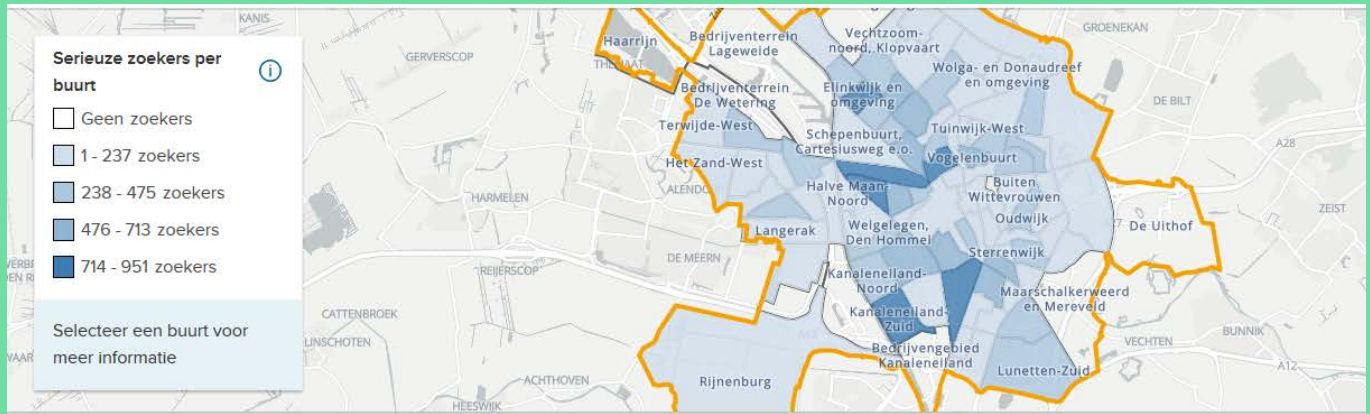 Serieuze zoekers per
buurt
Geen zoekers
1 - 237 zoekers
238 - 475 zoekers
476 - 713 zoekers
714 - 951 zoekers
Selecteer een buurt voor
meer informatie
KANIS
GERVERSCOP
Haarrijn
Bedrijventerrein
Lageweide
Vechtzoom-
noord, Klopvaart
GROENEKAN
Wolga- en Donaudreef
en omgeving
Bedrijventerrein
De Wetering
Elinkwijk en
omgeving
DE BILT
Terwijde-West
Schepenbuurt,
Cartesiusweg e.o.
Tuinwijk-West
A28
Het Zand-West
Vogelenbuurt
HARMELEN
Halve Maan-
Noord
Buiten
Wittevrouwen
ZEIST
Langerak
Welgelegen,
Den Hommel
Oudwijk
De Uithof
DE MEERN
Sterrenwijk
REIJERSCOP
Kanaleneiland-
Noord
Maarschalkerweerd
en Mereveld
CATTENBROEK
Kanaleneiland-
Zuid
BUNNIK
LINSCHOTEN
Bedrijvengebied
Kanaleneiland
VECHTEN
A12
Rijnenburg
Lunetten-Zuid
ACHTHOVEN
HEESWIJK